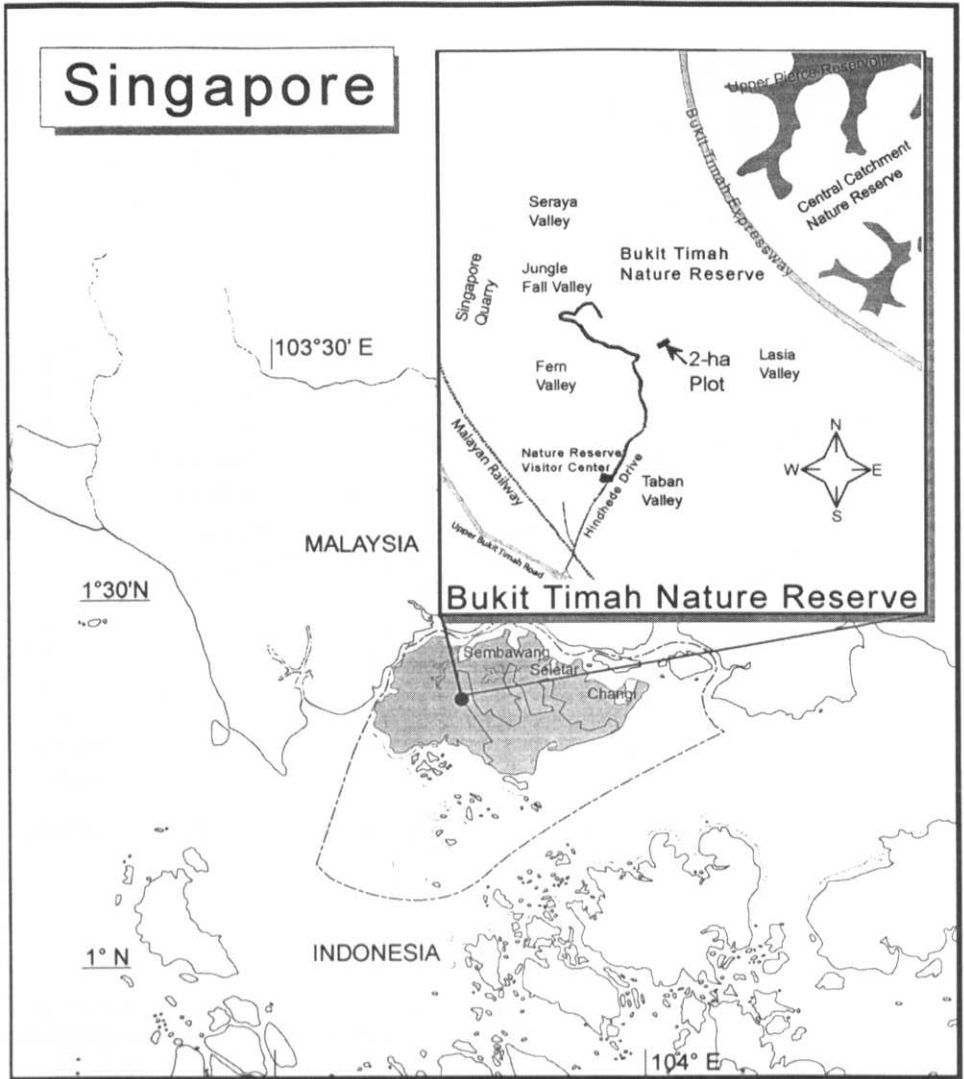 Singapore
Upper Pierce Reservoir
Bukit Timah Expressway
Central Catchment
Nature Reserve
Seraya
Valley
Bukit Timah
Nature Reserve
Singapore
Quarry
Jungle
Fall Valley
103°30' E
2-ha
Plot
Lasia
Valley
Fern
Valley
N
W
E
S
Malayan Railway
Nature Reserve
Visitor Center
Hindhede Drive
Taban
Valley
Upper Bukit Timah Road
MALAYSIA
1°30'N
Bukit Timah Nature Reserve
Sembawang
Seletar
Changi
1° N
INDONESIA
104° E